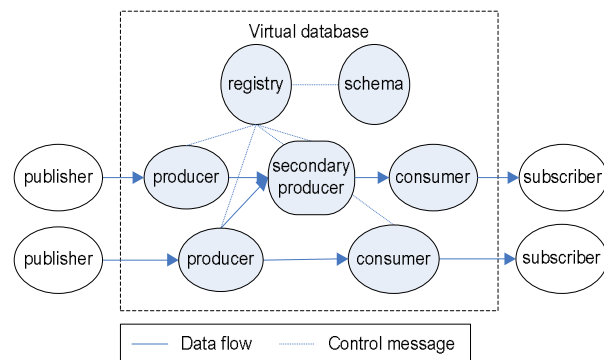 Virtual database
registry
schema
publisher
producer
secondary
producer
consumer
subscriber
publisher
producer
consumer
subscriber
Data flow
Control message